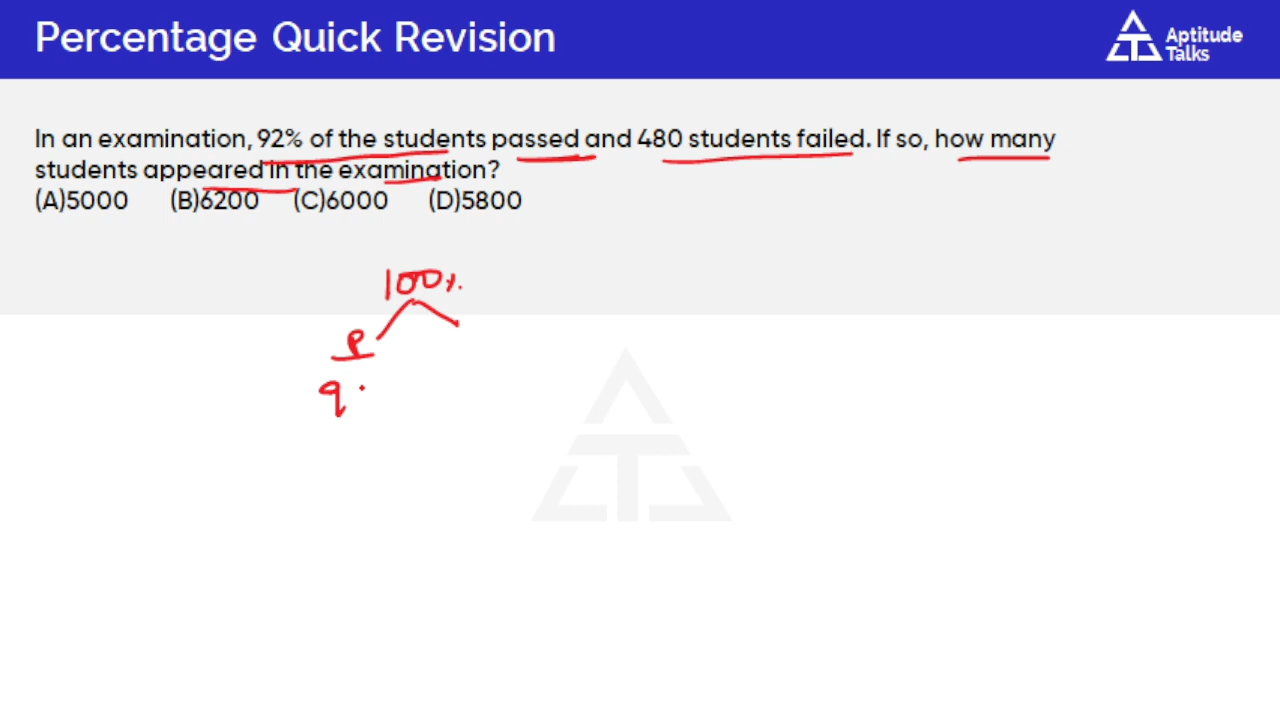 Percentage Quick Revision
Aptitude
Talks
In an examination, 92% of the students passed and 480 students failed. If so, how many
students appeared in the examination?
(A)5000 (B)6200 (C)6000 (D)5800
100%
P
9